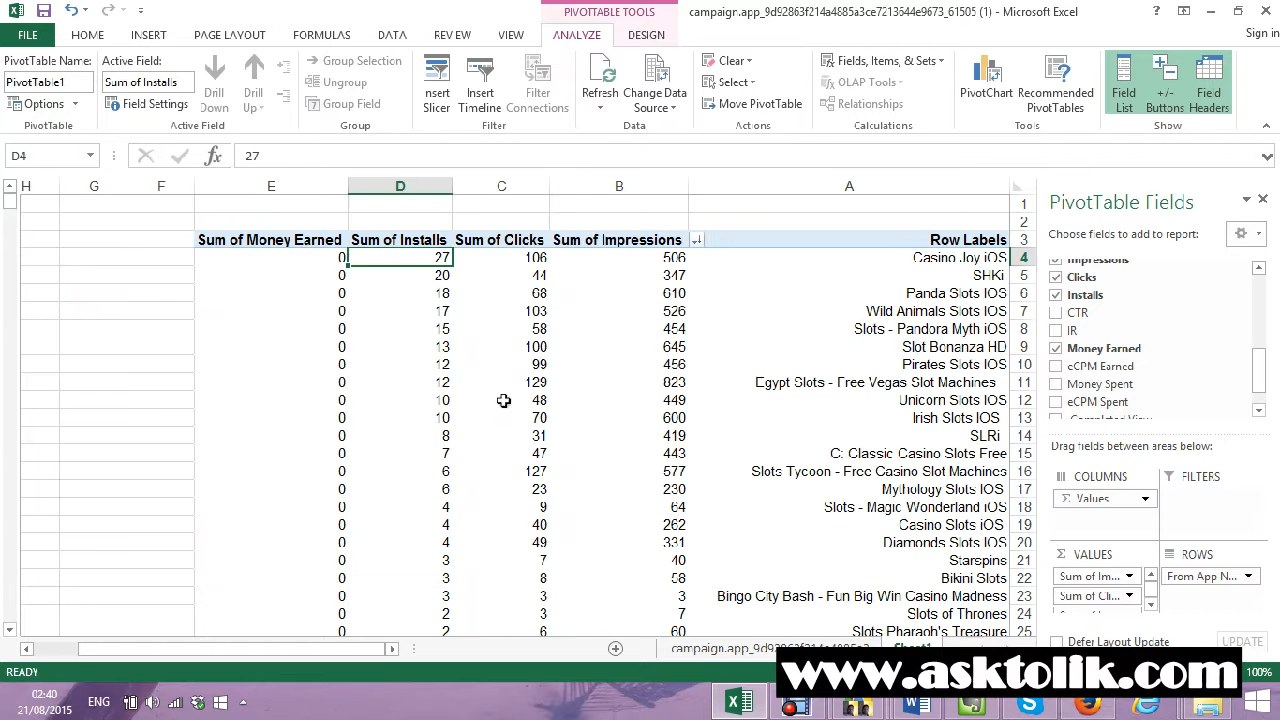 PIVOTTABLE TOOLS
campaign.app_9d92863f214a4885a3ce7213644e9673_61505 (1) - Microsoft Excel
FILE HOME INSERT PAGE LAYOUT FORMULAS DATA REVIEW VIEW ANALYZE DESIGN Sign in
PivotTable Name:
PivotTable1
Options
PivotTable
Active Field:
Sum of Installs
Field Settings
Drill Down
Drill Up
Active Field
Group Selection
Ungroup
Group Field
Group
Insert Slicer
Insert Timeline
Filter Connections
Filter
Refresh
Change Data Source
Data
Clear
Select
Move PivotTable
Actions
Fields, Items, & Sets
OLAP Tools
Relationships
Calculations
PivotChart
Recommended PivotTables
Tools
Field List
+/- Buttons
Field Headers
Show
D4 fx 27
H G F E D C B A
1
2
Sum of Money Earned Sum of Installs Sum of Clicks Sum of Impressions Row Labels 3
0 27 106 506 Casino Joy iOS 4
0 20 44 347 SHKi 5
0 18 68 610 Panda Slots IOS 6
0 17 103 526 Wild Animals Slots IOS 7
0 15 58 454 Slots - Pandora Myth iOS 8
0 13 100 645 Slot Bonanza HD 9
0 12 99 456 Pirates Slots IOS 10
0 12 129 823 Egypt Slots - Free Vegas Slot Machines 11
0 10 48 449 Unicorn Slots IOS 12
0 10 70 600 Irish Slots IOS 13
0 8 31 419 SLRi 14
0 7 47 443 C: Classic Casino Slots Free 15
0 6 127 577 Slots Tycoon - Free Casino Slot Machines 16
0 6 23 230 Mythology Slots IOS 17
0 4 9 64 Slots - Magic Wonderland iOS 18
0 4 40 262 Casino Slots iOS 19
0 4 49 331 Diamonds Slots IOS 20
0 3 7 40 Starspins 21
0 3 8 58 Bikini Slots 22
0 3 3 3 Bingo City Bash - Fun Big Win Casino Madness 23
0 2 3 7 Slots of Thrones 24
0 2 6 60 Slots Pharaoh's Treasure 25
PivotTable Fields
Choose fields to add to report:
Impressions
Clicks
Installs
CTR
IR
Money Earned
eCPM Earned
Money Spent
eCPM Spent
Completed View
Drag fields between areas below:
COLUMNS
Values
FILTERS
VALUES
Sum of Im...
Sum of Cli...
ROWS
From App N...
Defer Layout Update
UPDATE
campaign.app_9d92863f214a4885a3ce72 Sheet1
READY
100%
www.asktolik.com
02:40
21/08/2015
ENG